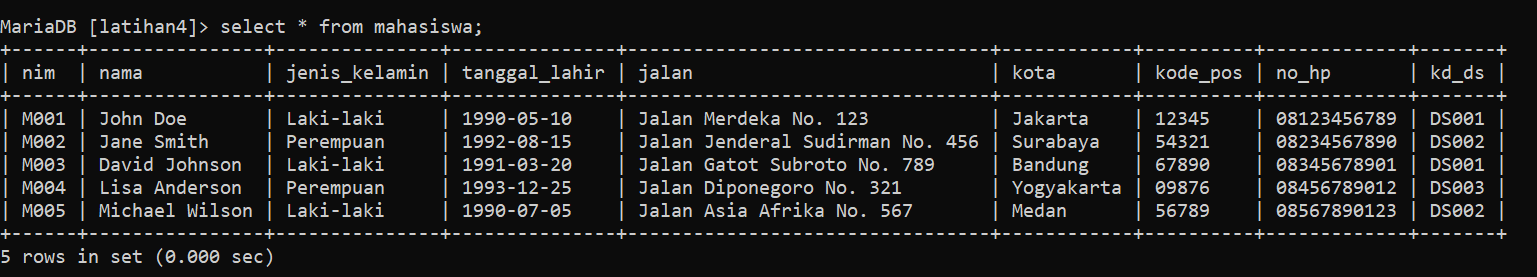 MariaDB [latihan4]> select * from mahasiswa;
+------+----------------+---------------+---------------+---------------------------------+------------+----------+-------------+-------+
| nim  | nama           | jenis_kelamin | tanggal_lahir | jalan                           | kota       | kode_pos | no_hp       | kd_ds |
+------+----------------+---------------+---------------+---------------------------------+------------+----------+-------------+-------+
| M001 | John Doe       | Laki-laki     | 1990-05-10    | Jalan Merdeka No. 123           | Jakarta    | 12345    | 08123456789 | DS001 |
| M002 | Jane Smith     | Perempuan     | 1992-08-15    | Jalan Jenderal Sudirman No. 456 | Surabaya   | 54321    | 08234567890 | DS002 |
| M003 | David Johnson  | Laki-laki     | 1991-03-20    | Jalan Gatot Subroto No. 789     | Bandung    | 67890    | 08345678901 | DS001 |
| M004 | Lisa Anderson  | Perempuan     | 1993-12-25    | Jalan Diponegoro No. 321        | Yogyakarta | 09876    | 08456789012 | DS003 |
| M005 | Michael Wilson | Laki-laki     | 1990-07-05    | Jalan Asia Afrika No. 567       | Medan      | 56789    | 08567890123 | DS002 |
+------+----------------+---------------+---------------+---------------------------------+------------+----------+-------------+-------+
5 rows in set (0.000 sec)